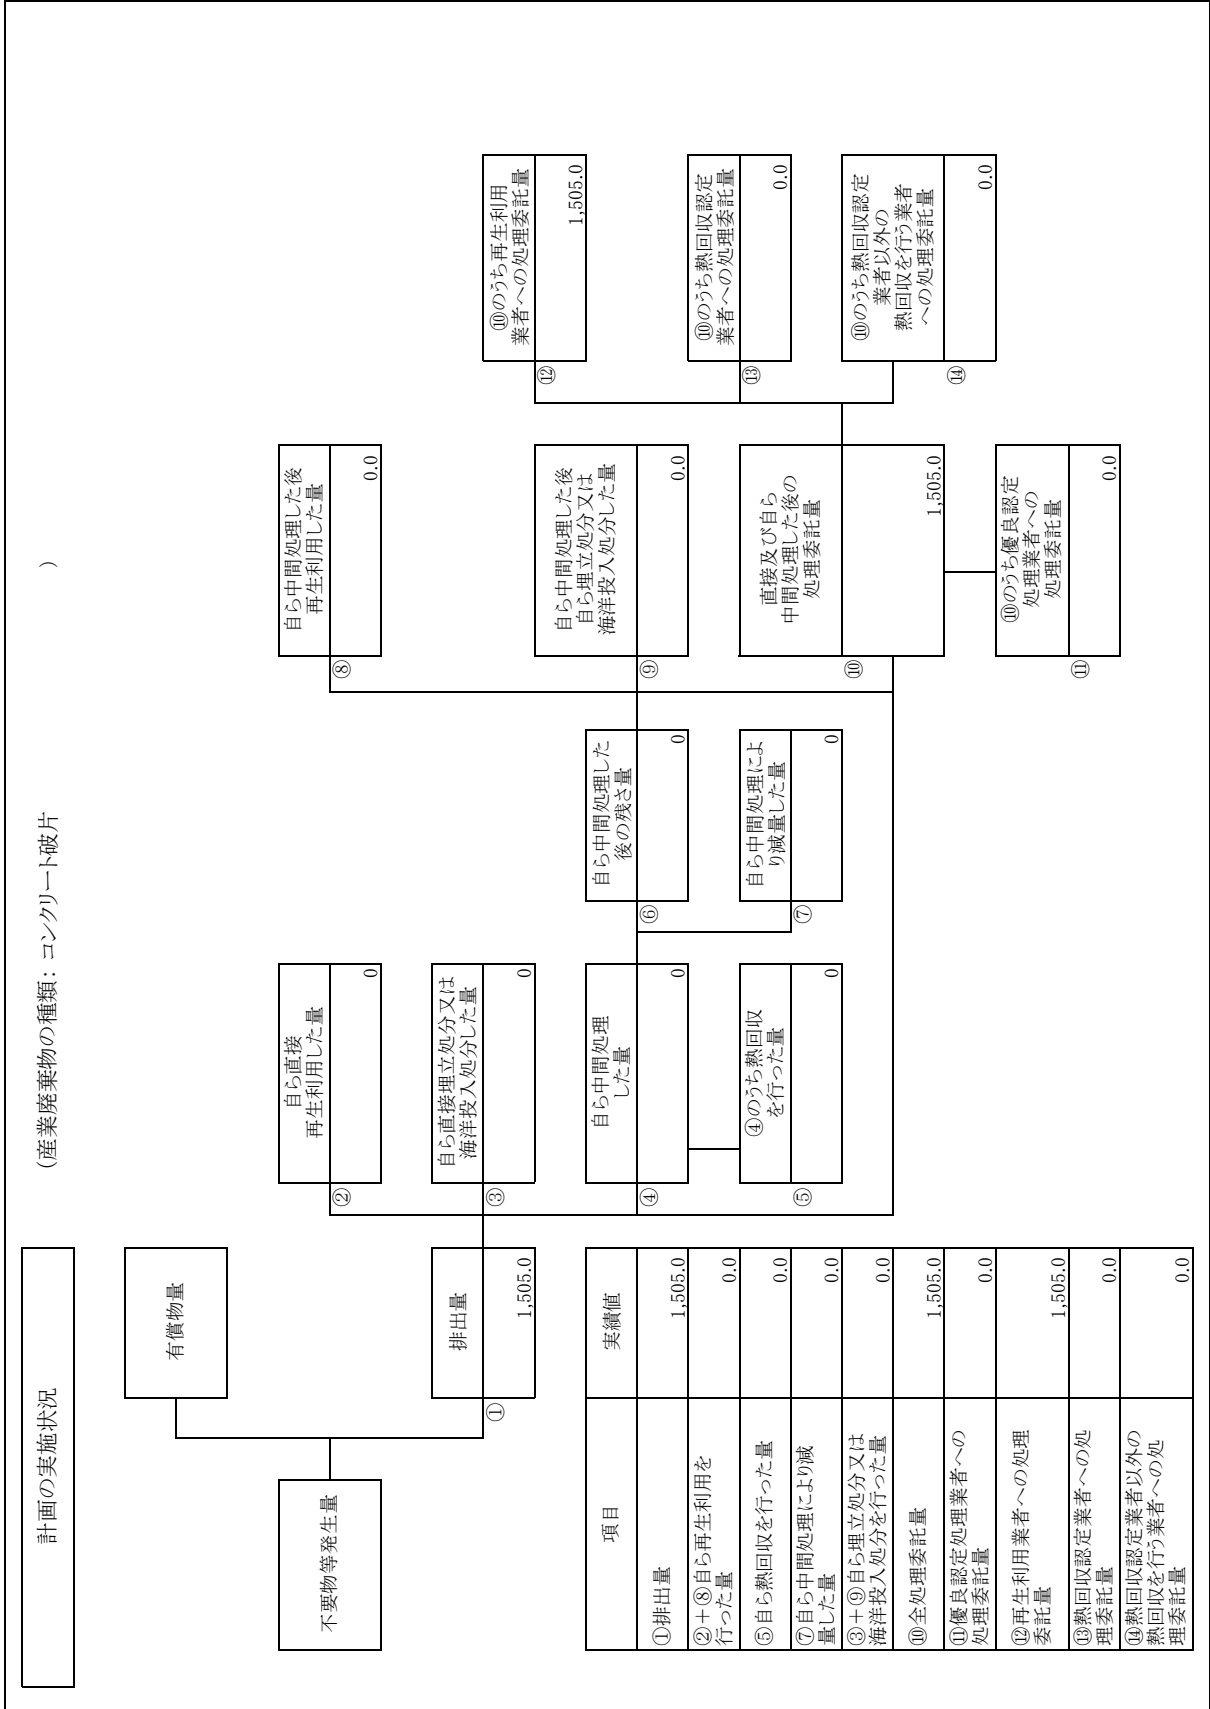 計画の実施状況
(産業廃棄物の種類：コンクリート破片
)
不要物等発生量
有償物量
①
排出量
1,505.0
②
自ら直接
再生利用した量
0
③
自ら直接埋立処分又は
海洋投入処分した量
0
④
自ら中間処理
した量
0
⑤
④のうち熱回収
を行った量
0
⑥
自ら中間処理した
後の残さ量
0
⑦
自ら中間処理によ
り減量した量
0
⑧
自ら中間処理した後
再生利用した量
0.0
⑨
自ら中間処理した後
自ら埋立処分又は
海洋投入処分した量
0.0
⑩
直接及び自ら
中間処理した後の
処理委託量
1,505.0
⑪
⑩のうち優良認定
処理業者への
処理委託量
0.0
⑫
⑩のうち再生利用
業者への処理委託量
1,505.0
⑬
⑩のうち熱回収認定
業者への処理委託量
0.0
⑭
⑩のうち熱回収認定
業者以外の
熱回収を行う業者
への処理委託量
0.0
項目
実績値
①排出量
1,505.0
②＋⑧自ら再生利用を
行った量
0.0
⑤自ら熱回収を行った量
0.0
⑦自ら中間処理により減
量した量
0.0
③＋⑨自ら埋立処分又は
海洋投入処分を行った量
0.0
⑩全処理委託量
1,505.0
⑪優良認定処理業者への
処理委託量
0.0
⑫再生利用業者への処理
委託量
1,505.0
⑬熱回収認定業者への処
理委託量
0.0
⑭熱回収認定業者以外の
熱回収を行う業者への処
理委託量
0.0